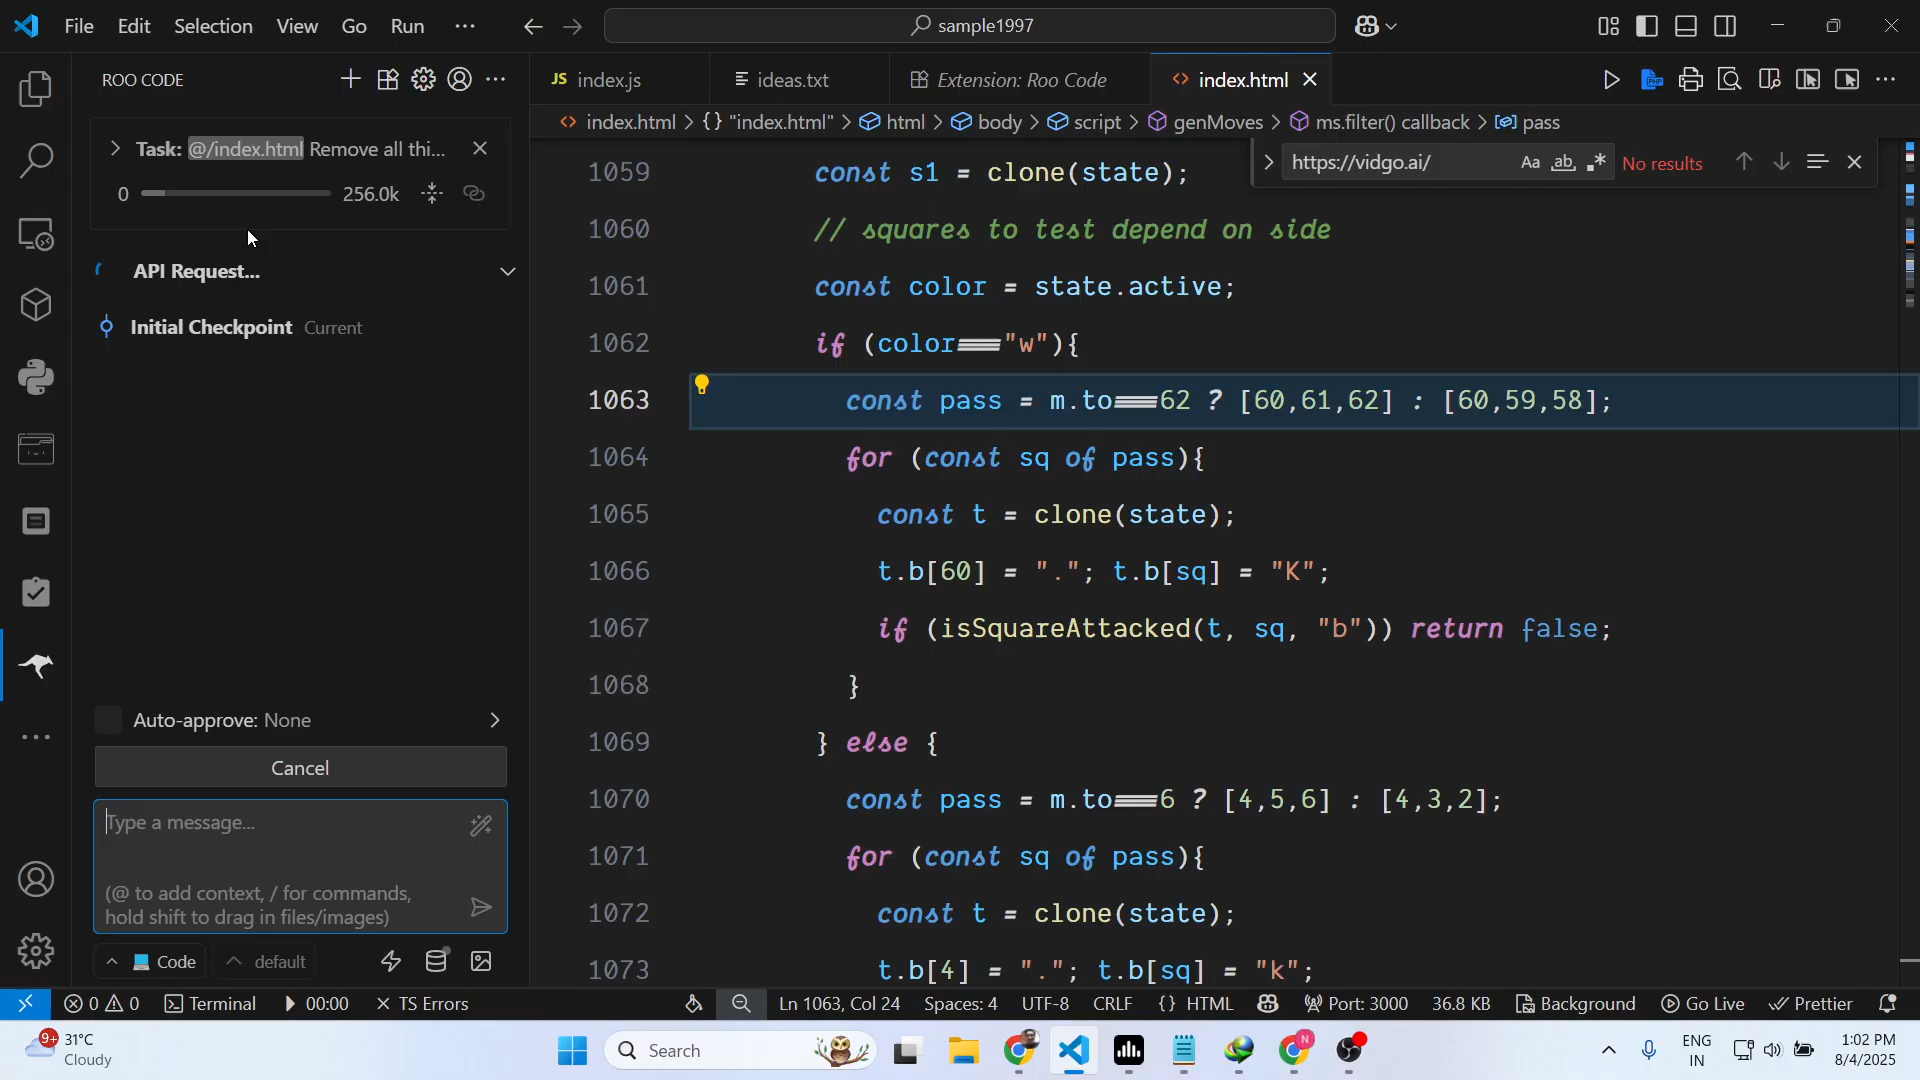 File Edit Selection View Go Run ··· sample1997
ROO CODE
Task: @/index.html Remove all thi...
0 256.0k
API Request...
Initial Checkpoint Current
Auto-approve: None
Cancel
Type a message...
(@ to add context, / for commands,
hold shift to drag in files/images)
Code default
JS index.js ideas.txt Extension: Roo Code <> index.html
<> index.html > {} "index.html" > html > body > script > genMoves > ms.filter() callback > pass
https://vidgo.ai/ Aa ab .* No results
1059 const s1 = clone(state);
1060 // squares to test depend on side
1061 const color = state.active;
1062 if (color==="w"){
1063 const pass = m.to===62 ? [60,61,62] : [60,59,58];
1064 for (const sq of pass){
1065 const t = clone(state);
1066 t.b[60] = "."; t.b[sq] = "K";
1067 if (isSquareAttacked(t, sq, "b")) return false;
1068 }
1069 } else {
1070 const pass = m.to===6 ? [4,5,6] : [4,3,2];
1071 for (const sq of pass){
1072 const t = clone(state);
1073 t.b[4] = "."; t.b[sq] = "k";
0 0 Terminal 00:00 TS Errors Ln 1063, Col 24 Spaces: 4 UTF-8 CRLF {} HTML Port: 3000 36.8 KB Background Go Live Prettier
9+ 31°C
Cloudy
Search
ENG
IN
1:02 PM
8/4/2025